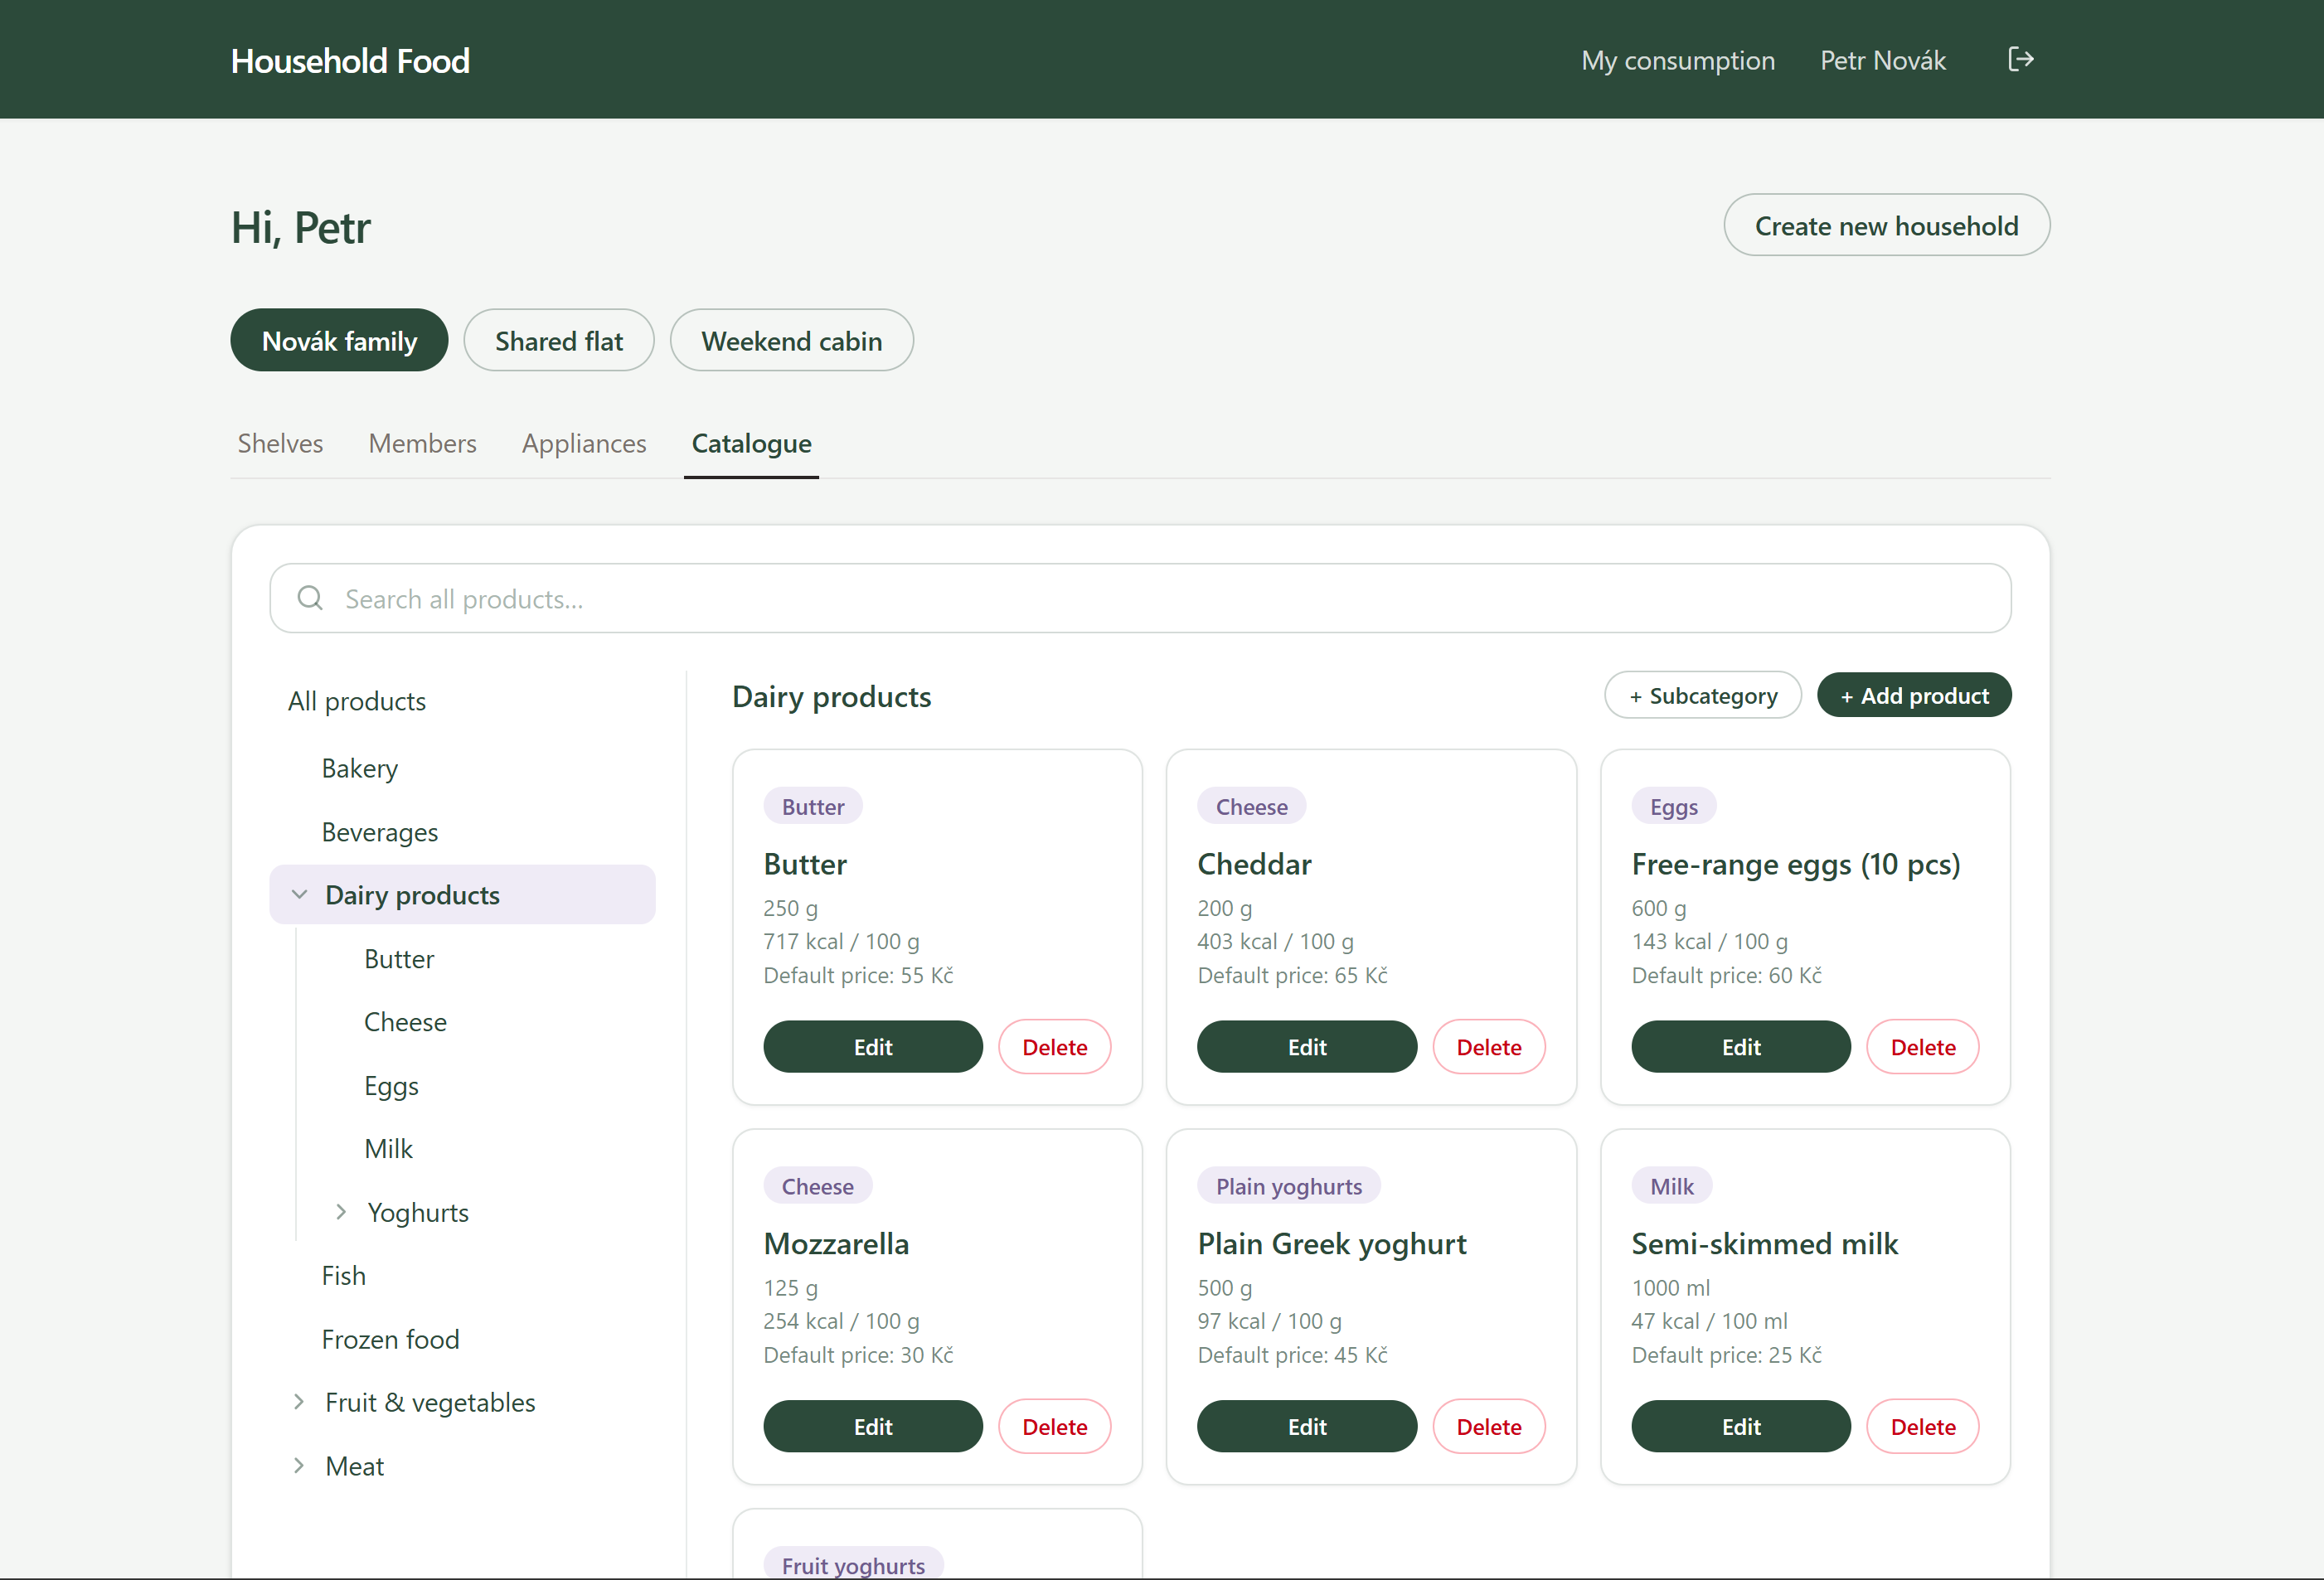 Household Food
My consumption
Petr Novák
Hi, Petr
Create new household
Novák family
Shared flat
Weekend cabin
Shelves
Members
Appliances
Catalogue
Search all products...
All products
Bakery
Beverages
Dairy products
Butter
Cheese
Eggs
Milk
Yoghurts
Fish
Frozen food
Fruit & vegetables
Meat
Dairy products
+ Subcategory
+ Add product
Butter
Butter
250 g
717 kcal / 100 g
Default price: 55 Kč
Edit
Delete
Cheese
Cheddar
200 g
403 kcal / 100 g
Default price: 65 Kč
Edit
Delete
Eggs
Free-range eggs (10 pcs)
600 g
143 kcal / 100 g
Default price: 60 Kč
Edit
Delete
Cheese
Mozzarella
125 g
254 kcal / 100 g
Default price: 30 Kč
Edit
Delete
Plain yoghurts
Plain Greek yoghurt
500 g
97 kcal / 100 g
Default price: 45 Kč
Edit
Delete
Milk
Semi-skimmed milk
1000 ml
47 kcal / 100 ml
Default price: 25 Kč
Edit
Delete
Fruit yoghurts